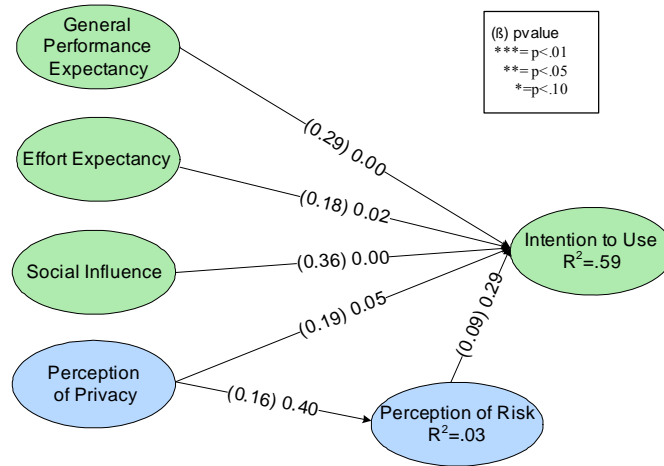 General
Performance
Expectancy
(ß) pvalue
***= p<.01
**= p<.05
*=p<.10
(0.29) 0.00
Effort Expectancy
(0.18) 0.02
Social Influence
(0.36) 0.00
Intention to Use
R²=.59
(0.19) 0.05
(0.09) 0.29
Perception
of Privacy
(0.16) 0.40
Perception of Risk
R²=.03